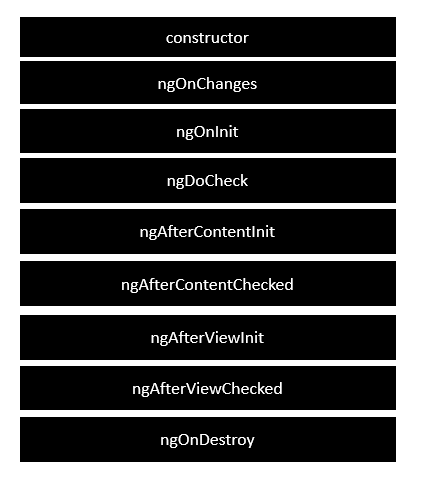 constructor
ngOnChanges
ngOnInit
ngDoCheck
ngAfterContentInit
ngAfterContentChecked
ngAfterViewInit
ngAfterViewChecked
ngOnDestroy